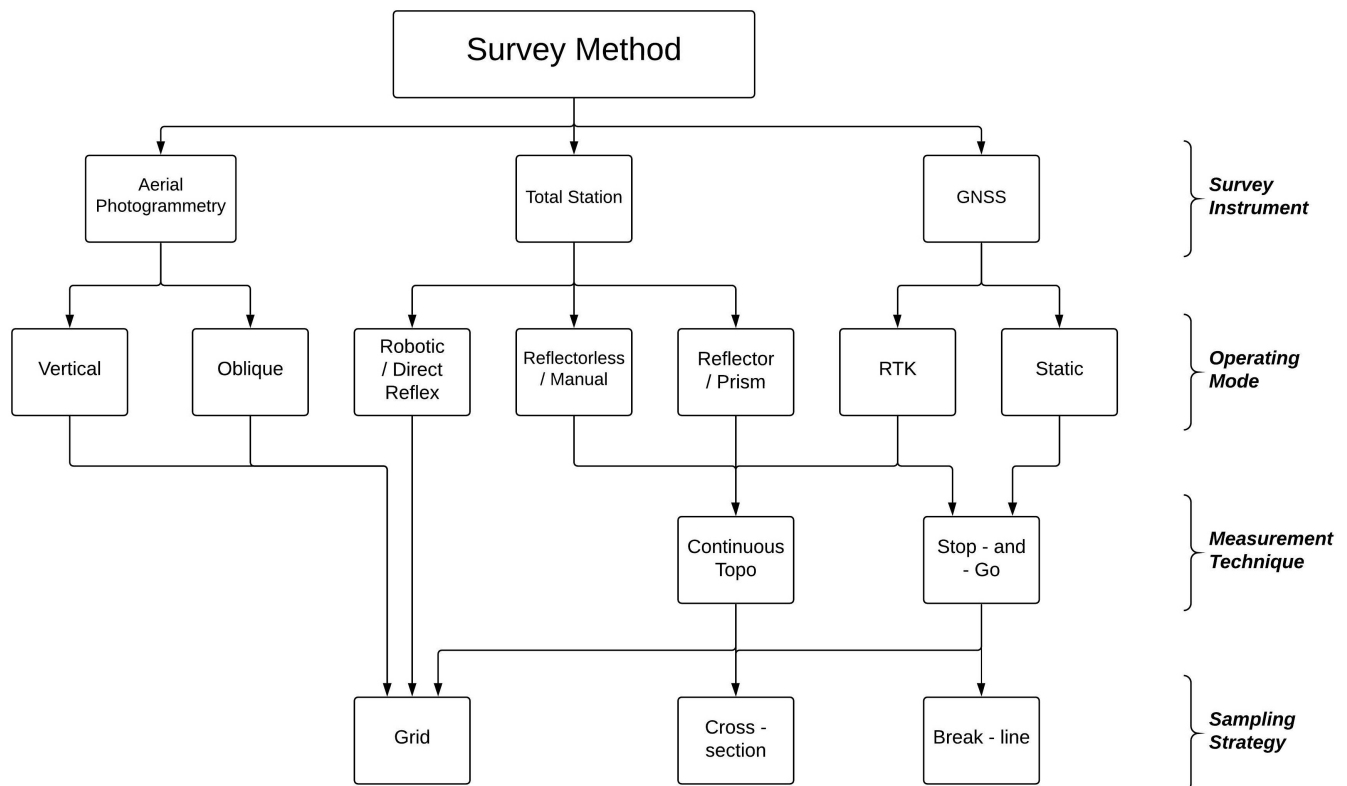 Survey Method
Aerial
Photogrammetry
Total Station
GNSS
Survey
Instrument
Vertical
Oblique
Robotic
/ Direct
Reflex
Reflectorless
/ Manual
Reflector
/ Prism
RTK
Static
Operating
Mode
Continuous
Topo
Stop - and
- Go
Measurement
Technique
Grid
Cross -
section
Break - line
Sampling
Strategy